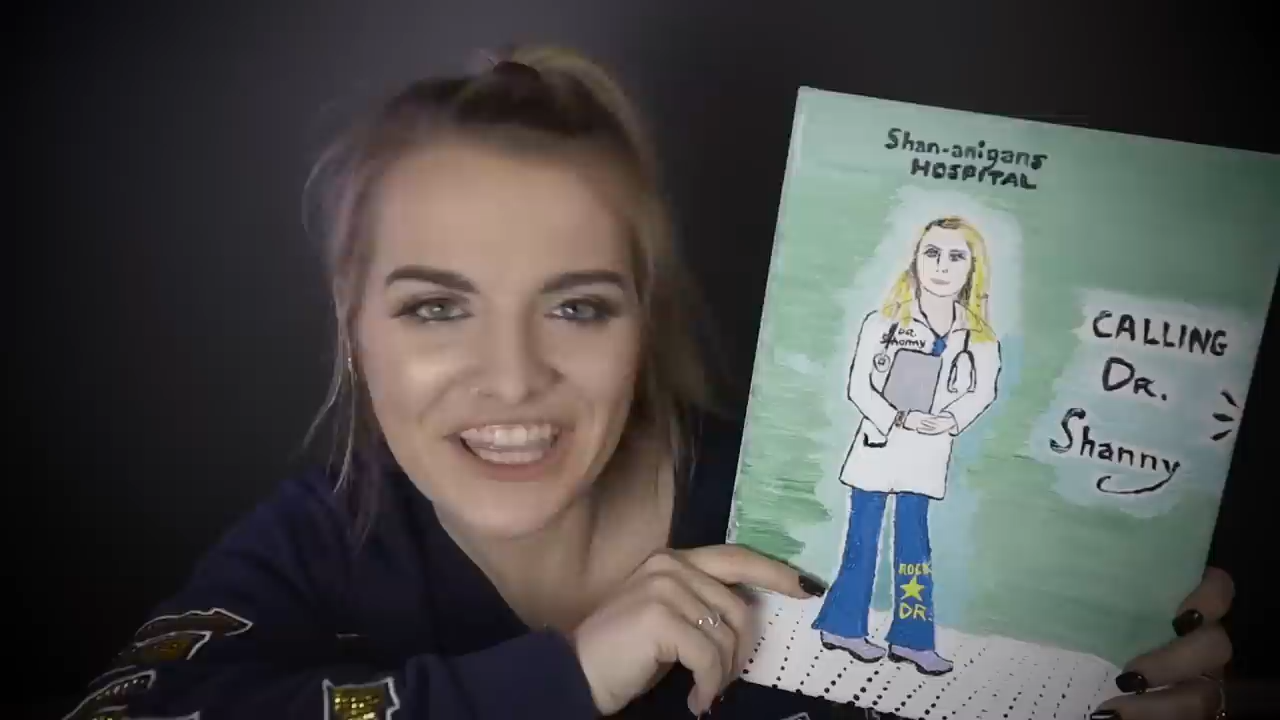 Shan-anigans
HOSPITAL
CALLING
DR.
Shanny
DR.
Shanny
ROCK
DR.